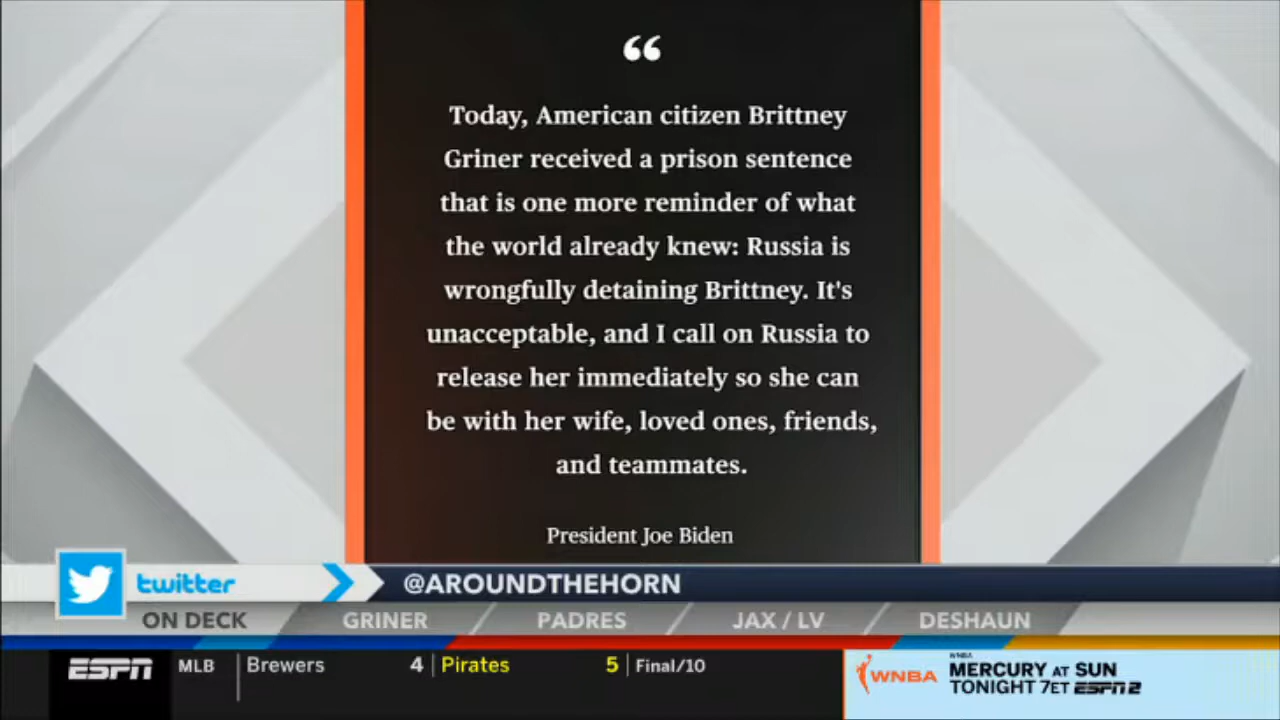 “
Today, American citizen Brittney
Griner received a prison sentence
that is one more reminder of what
the world already knew: Russia is
wrongfully detaining Brittney. It's
unacceptable, and I call on Russia to
release her immediately so she can
be with her wife, loved ones, friends,
and teammates.
President Joe Biden
twitter @AROUNDTHEHORN
ON DECK GRINER PADRES JAX / LV DESHAUN
ESPN MLB Brewers 4 Pirates 5 Final/10
WNBA
WNBA MERCURY AT SUN
TONIGHT 7ET ESPN2